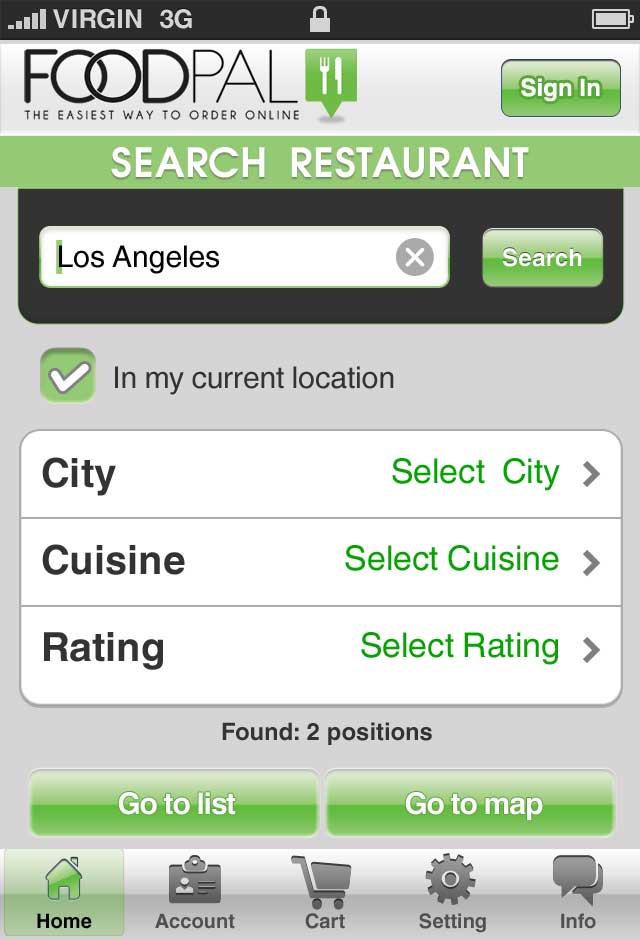 VIRGIN 3G
FOODPAL
THE EASIEST WAY TO ORDER ONLINE
Sign In
SEARCH RESTAURANT
Los Angeles
Search
In my current location
City Select City
Cuisine Select Cuisine
Rating Select Rating
Found: 2 positions
Go to list Go to map
Home Account Cart Setting Info